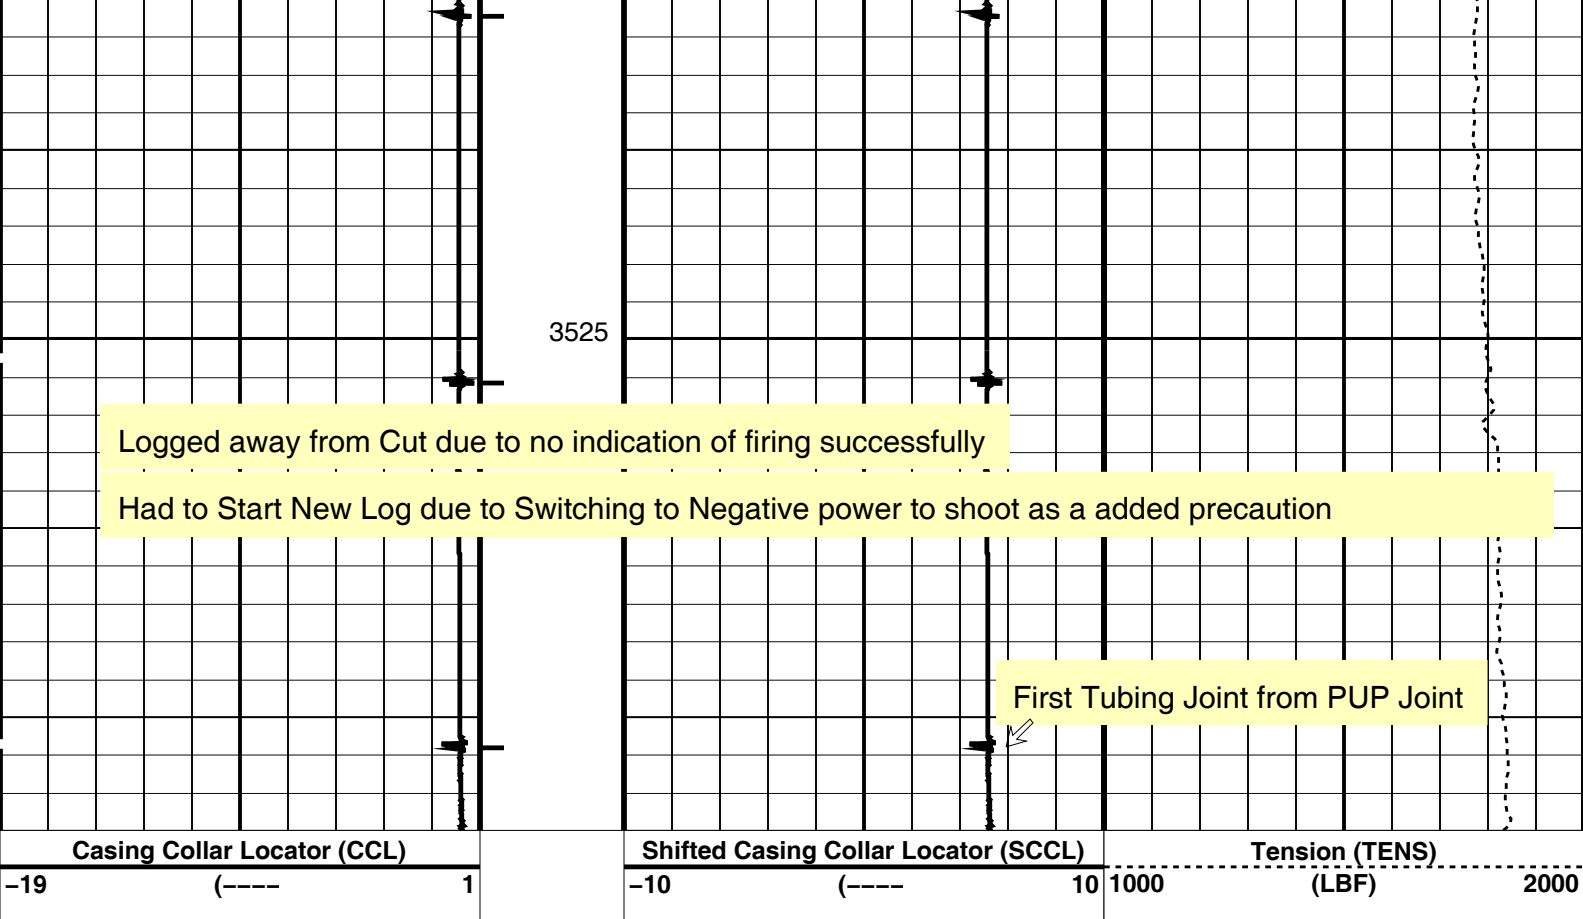 3525
Logged away from Cut due to no indication of firing successfully
Had to Start New Log due to Switching to Negative power to shoot as a added precaution
First Tubing Joint from PUP Joint
Casing Collar Locator (CCL)
−19 (−−−− 1
Shifted Casing Collar Locator (SCCL)
−10 (−−−− 10
Tension (TENS)
1000 (LBF) 2000